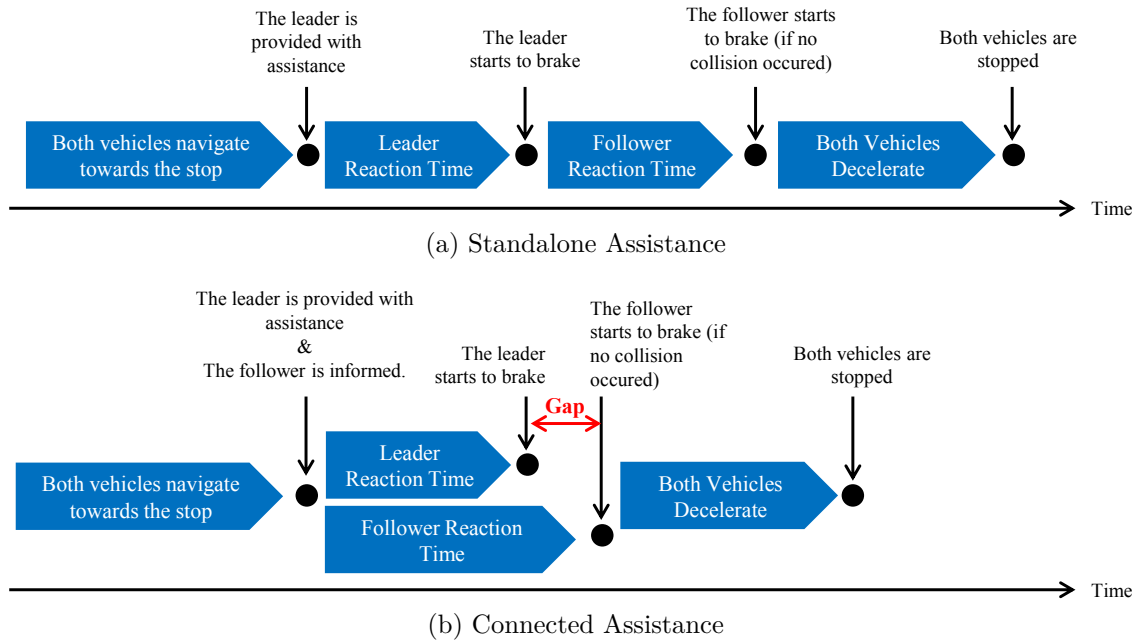 The leader is
provided with
assistance
The leader
starts to brake
The follower starts
to brake (if no
collision occured)
Both vehicles are
stopped
Both vehicles navigate
towards the stop
Leader
Reaction Time
Follower
Reaction Time
Both Vehicles
Decelerate
Time
(a) Standalone Assistance
The leader is provided with
assistance
&
The follower is informed.
The leader
starts to brake
The follower
starts to brake (if
no collision
occured)
Both vehicles are
stopped
Gap
Both vehicles navigate
towards the stop
Leader
Reaction Time
Follower Reaction
Time
Both Vehicles
Decelerate
Time
(b) Connected Assistance